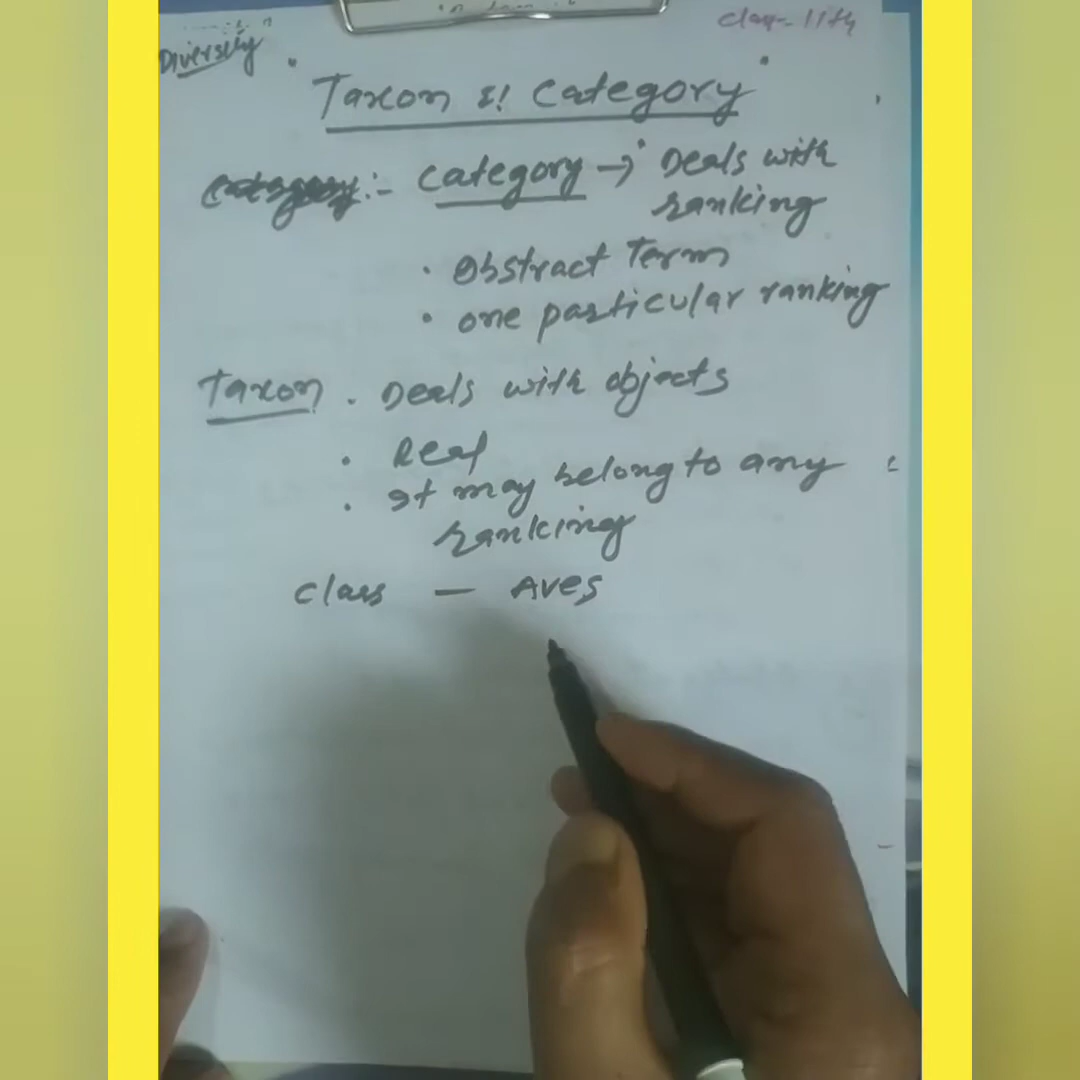 class-11th
Diversity
"Taxon &! Category"
Category:- Category → • Deals with
ranking
• Obstract Term
• one particular ranking
Taxon • Deals with objects
• Real
• It may belong to any
ranking
class — Aves